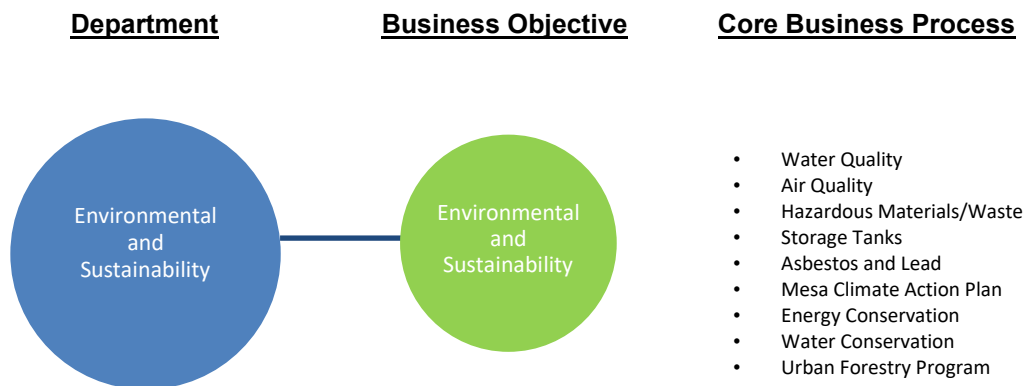 Department
Business Objective
Core Business Process
Environmental
and
Sustainability
Environmental
and
Sustainability
• Water Quality
• Air Quality
• Hazardous Materials/Waste
• Storage Tanks
• Asbestos and Lead
• Mesa Climate Action Plan
• Energy Conservation
• Water Conservation
• Urban Forestry Program